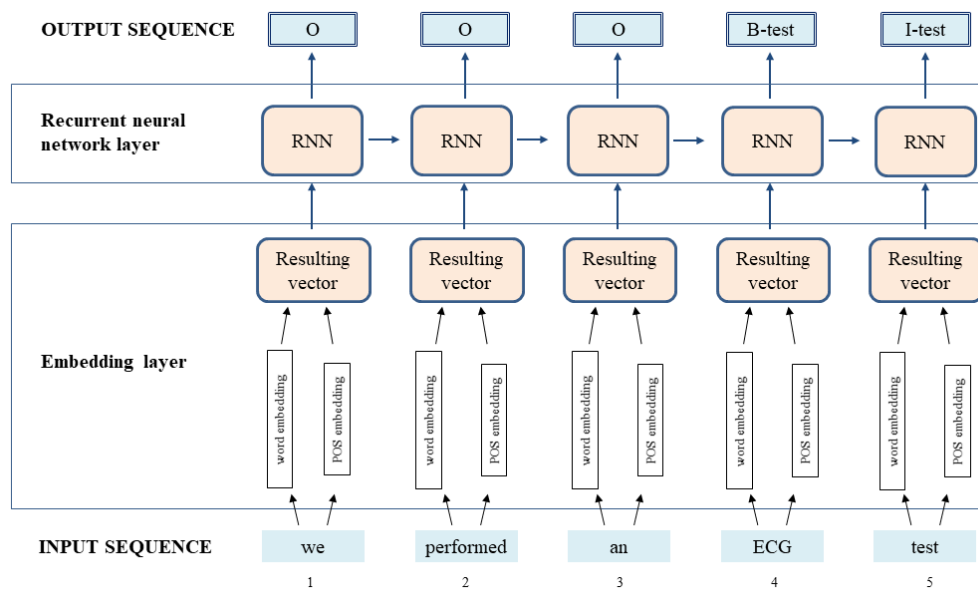 OUTPUT SEQUENCE O O O B-test I-test
Recurrent neural
network layer
RNN RNN RNN RNN RNN
Resulting Resulting Resulting Resulting Resulting
vector vector vector vector vector
Embedding layer
word embedding POS embedding word embedding POS embedding word embedding POS embedding word embedding POS embedding word embedding POS embedding
INPUT SEQUENCE we performed an ECG test
1 2 3 4 5